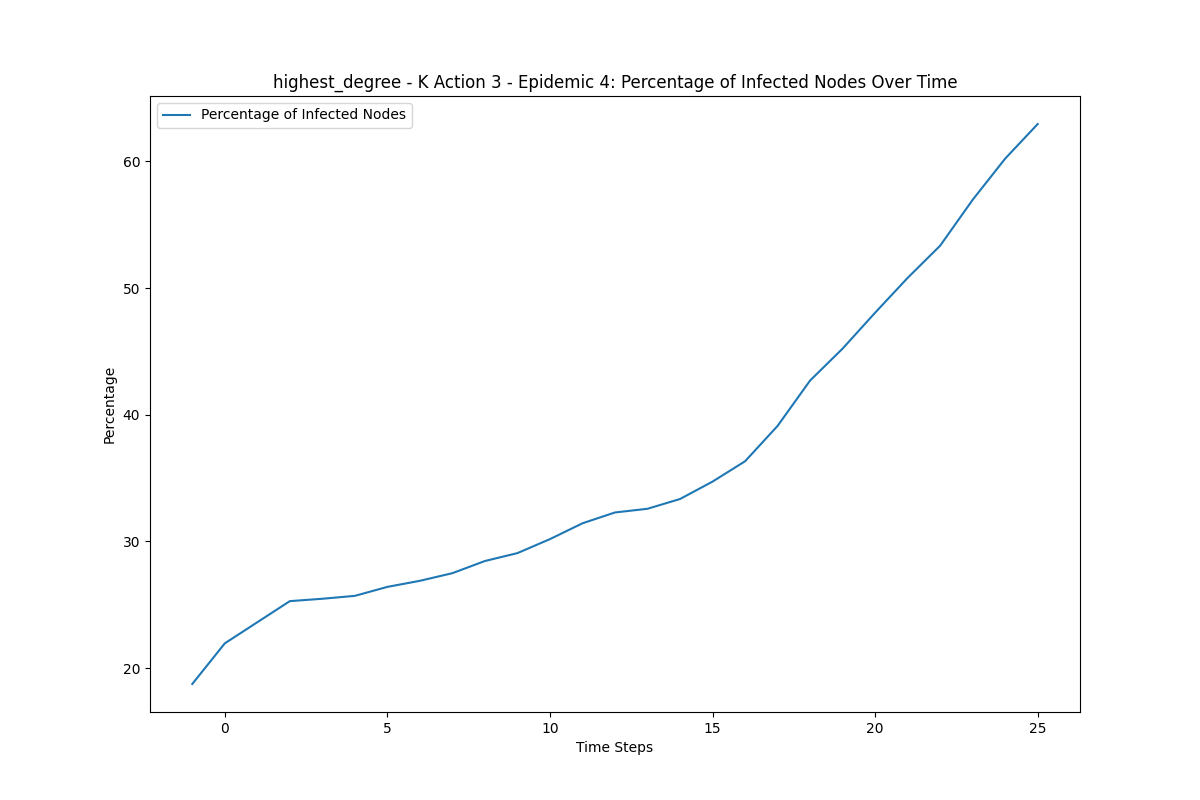 highest_degree - K Action 3 - Epidemic 4: Percentage of Infected Nodes Over Time
Percentage of Infected Nodes
60
50
40
30
20
Percentage
0 5 10 15 20 25
Time Steps